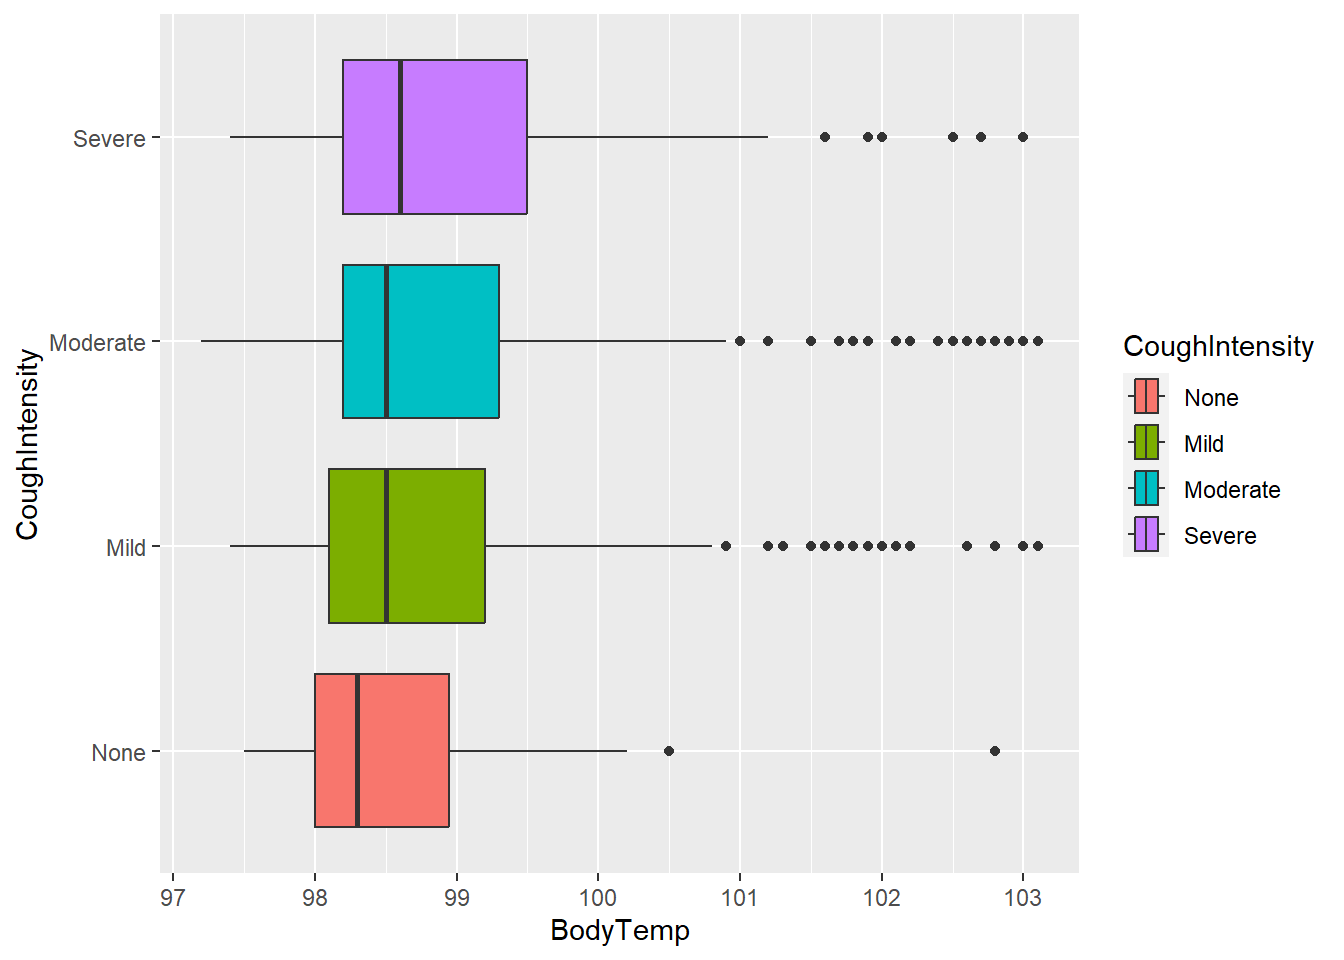 CoughIntensity
Severe
Moderate
Mild
None
97 98 99 100 101 102 103
BodyTemp
CoughIntensity
None
Mild
Moderate
Severe